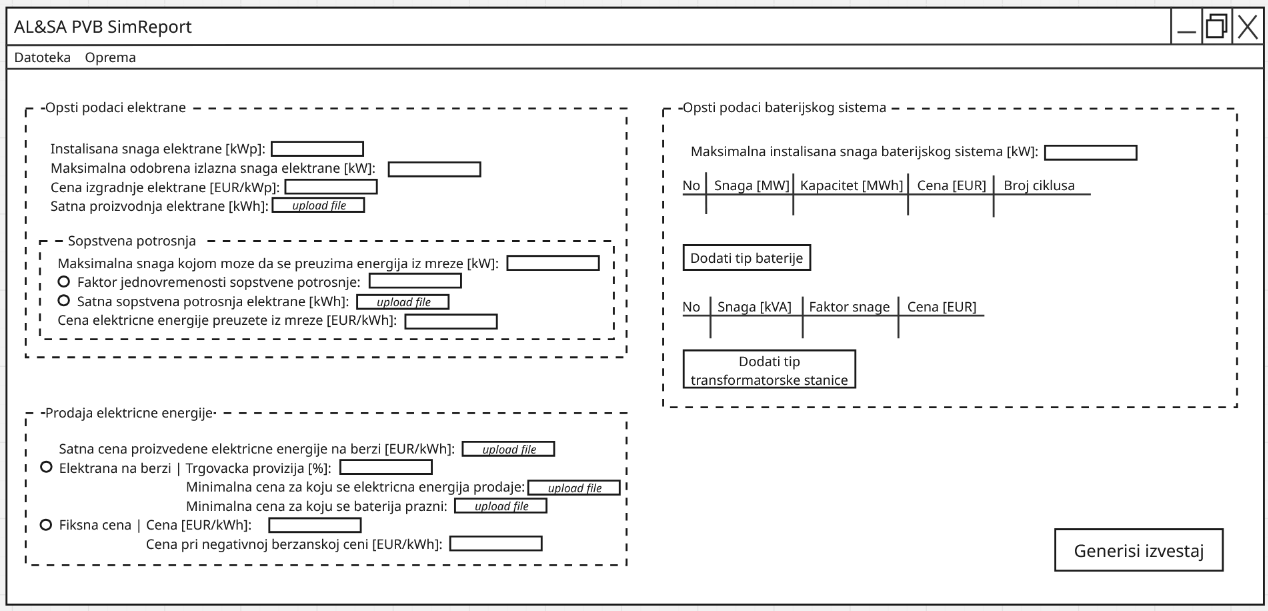 AL&SA PVB SimReport
Datoteka Oprema
Opsti podaci elektrane
Instalisana snaga elektrane [kWp]:
Maksimalna odobrena izlazna snaga elektrane [kW]:
Cena izgradnje elektrane [EUR/kWp]:
Satna proizvodnja elektrane [kWh]: upload file
Sopstvena potrosnja
Maksimalna snaga kojom moze da se preuzima energija iz mreze [kW]:
Faktor jednovremenosti sopstvene potrosnje:
Satna sopstvena potrosnja elektrane [kWh]: upload file
Cena elektricne energije preuzete iz mreze [EUR/kWh]:
Prodaja elektricne energije
Satna cena proizvedene elektricne energije na berzi [EUR/kWh]: upload file
Elektrana na berzi | Trgovacka provizija [%]:
Minimalna cena za koju se elektricna energija prodaje: upload file
Minimalna cena za koju se baterija prazni: upload file
Fiksna cena | Cena [EUR/kWh]:
Cena pri negativnoj berzanskoj ceni [EUR/kWh]:
Opsti podaci baterijskog sistema
Maksimalna instalisana snaga baterijskog sistema [kW]:
No Snaga [MW] Kapacitet [MWh] Cena [EUR] Broj ciklusa
Dodati tip baterije
No Snaga [kVA] Faktor snage Cena [EUR]
Dodati tip
transformatorske stanice
Generisi izvestaj